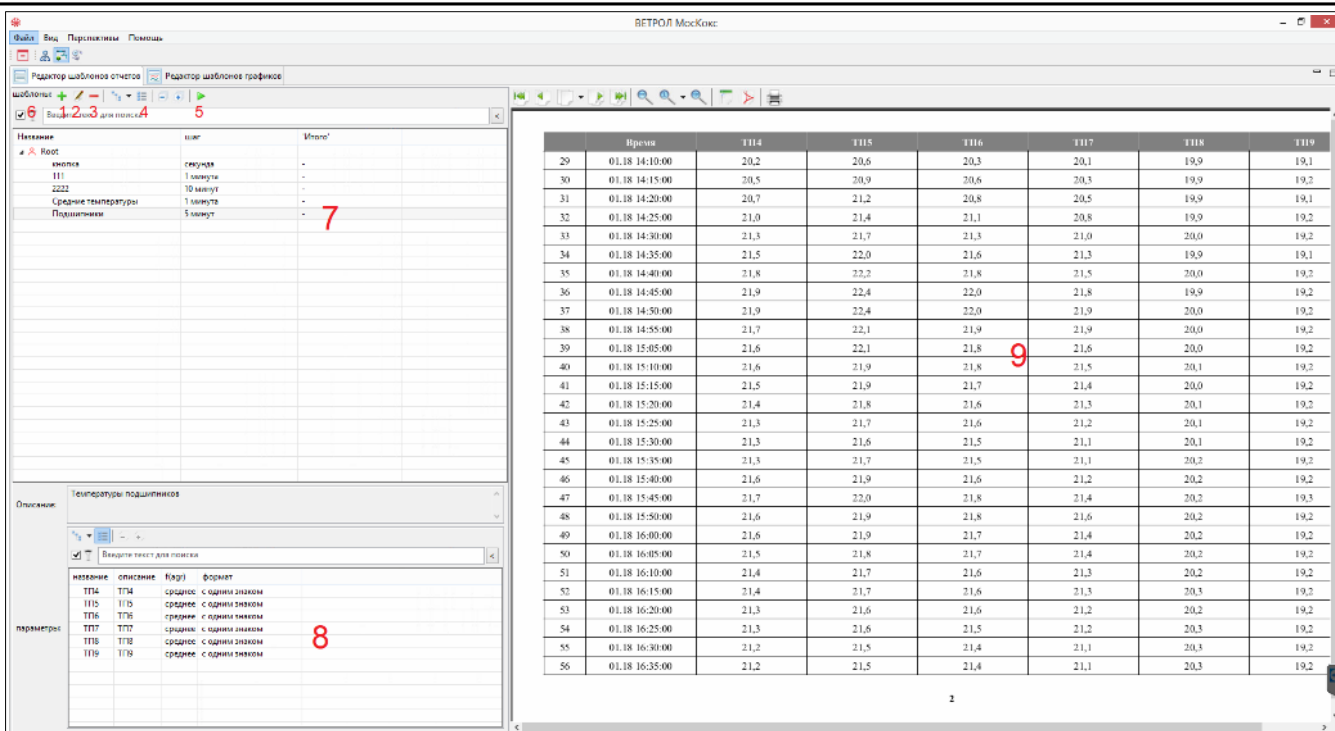 ВЕТРОЛ МосКокс
Файл Вид Перспективы Помощь
Редактор шаблонов отчетов Редактор шаблонов графиков
шаблоны:
6 1 2 3 4 5
Введите текст для поиска <
Название шаг 'Итого'
Root
кнопка секунда -
111 1 минута -
2222 10 минут -
Средние температуры 1 минута -
Подшипники 5 минут -
7
Описание: Температуры подшипников
Введите текст для поиска <
название описание f(agr) формат
ТП4 ТП4 среднее с одним знаком
ТП5 ТП5 среднее с одним знаком
ТП6 ТП6 среднее с одним знаком
параметры: ТП7 ТП7 среднее с одним знаком
ТП8 ТП8 среднее с одним знаком
ТП9 ТП9 среднее с одним знаком
8
Время ТП4 ТП5 ТП6 ТП7 ТП8 ТП9
29 01.18 14:10:00 20,2 20,6 20,3 20,1 19,9 19,1
30 01.18 14:15:00 20,5 20,9 20,6 20,3 19,9 19,2
31 01.18 14:20:00 20,7 21,2 20,8 20,5 19,9 19,1
32 01.18 14:25:00 21,0 21,4 21,1 20,8 19,9 19,2
33 01.18 14:30:00 21,3 21,7 21,3 21,0 20,0 19,2
34 01.18 14:35:00 21,5 22,0 21,6 21,3 19,9 19,1
35 01.18 14:40:00 21,8 22,2 21,8 21,5 20,0 19,2
36 01.18 14:45:00 21,9 22,4 22,0 21,8 19,9 19,2
37 01.18 14:50:00 21,9 22,4 22,0 21,9 20,0 19,2
38 01.18 14:55:00 21,7 22,1 21,9 21,9 20,0 19,2
39 01.18 15:05:00 21,6 22,1 21,8 21,6 20,0 19,2
9
40 01.18 15:10:00 21,6 21,9 21,8 21,5 20,1 19,2
41 01.18 15:15:00 21,5 21,9 21,7 21,4 20,0 19,2
42 01.18 15:20:00 21,4 21,8 21,6 21,3 20,1 19,2
43 01.18 15:25:00 21,3 21,7 21,6 21,2 20,1 19,2
44 01.18 15:30:00 21,3 21,6 21,5 21,1 20,1 19,2
45 01.18 15:35:00 21,3 21,7 21,5 21,1 20,2 19,2
46 01.18 15:40:00 21,6 21,9 21,6 21,2 20,2 19,2
47 01.18 15:45:00 21,7 22,0 21,8 21,4 20,2 19,3
48 01.18 15:50:00 21,6 21,9 21,8 21,6 20,2 19,2
49 01.18 16:00:00 21,6 21,9 21,7 21,4 20,2 19,2
50 01.18 16:05:00 21,5 21,8 21,7 21,4 20,2 19,2
51 01.18 16:10:00 21,4 21,7 21,6 21,3 20,2 19,2
52 01.18 16:15:00 21,4 21,7 21,6 21,3 20,3 19,2
53 01.18 16:20:00 21,3 21,6 21,6 21,2 20,2 19,2
54 01.18 16:25:00 21,3 21,6 21,5 21,2 20,3 19,2
55 01.18 16:30:00 21,2 21,5 21,4 21,1 20,3 19,2
56 01.18 16:35:00 21,2 21,5 21,4 21,1 20,3 19,2
2